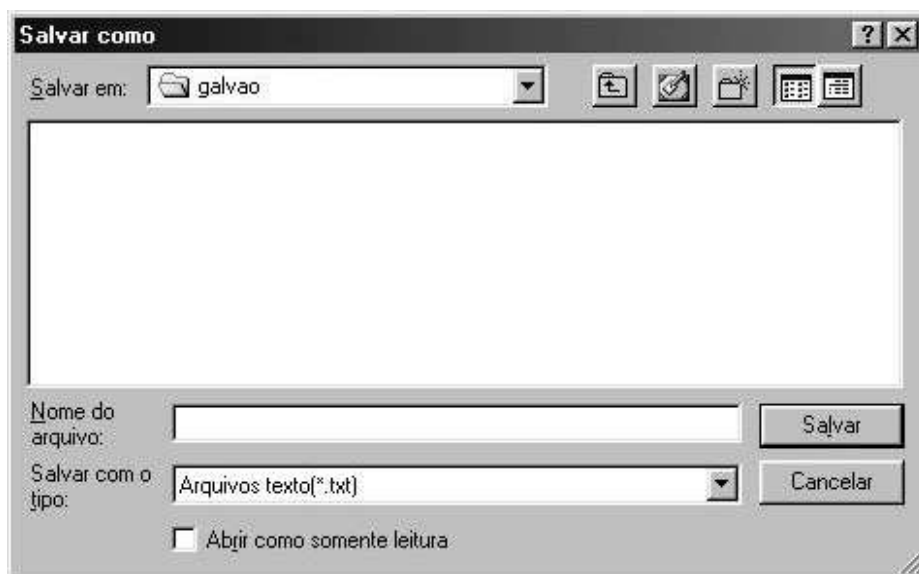 Salvar como
Salvar em: galvao
Nome do
arquivo:
Salvar
Salvar com o
tipo:
Arquivos texto(*.txt)
Cancelar
Abrir como somente leitura